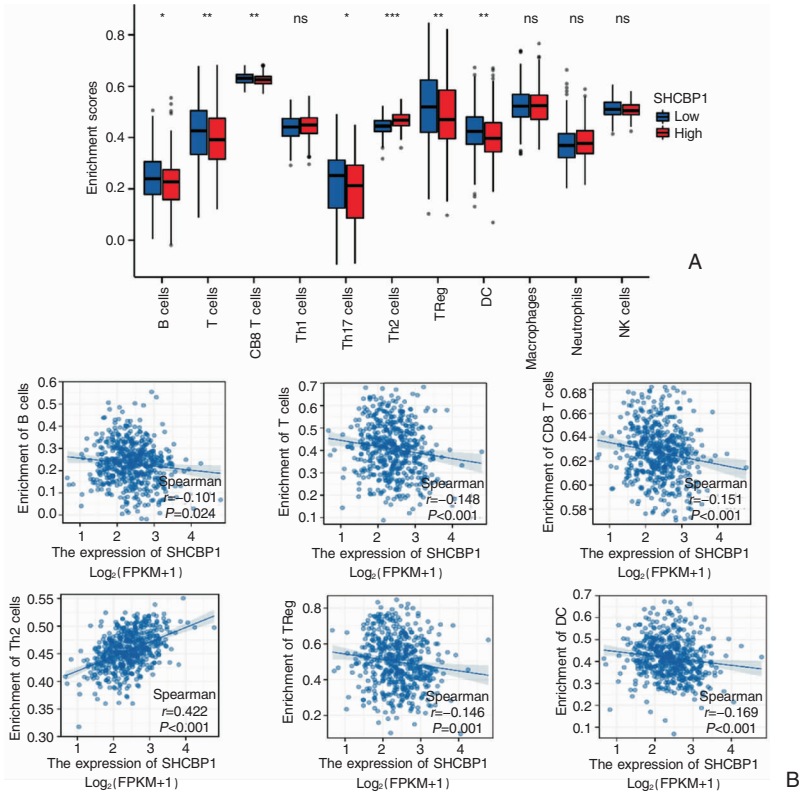 * ** ** ns * *** ** ** ns ns ns
0.8
0.6
0.4
0.2
0.0
Enrichment scores
SHCBP1
Low
High
A
B cells
T cells
CB8 T cells
Th1 cells
Th17 cells
Th2 cells
TReg
DC
Macrophages
Neutrophils
NK cells
Enrichment of B cells
0.6
0.5
0.4
0.3
0.2
0.1
0.0
Spearman
r=−0.101
P=0.024
1 2 3 4
The expression of SHCBP1
Log₂(FPKM+1)
Enrichment of T cells
0.7
0.6
0.5
0.4
0.3
0.2
0.1
Spearman
r=−0.148
P<0.001
1 2 3 4
The expression of SHCBP1
Log₂(FPKM+1)
Enrichment of CD8 T cells
0.68
0.66
0.64
0.62
0.60
0.58
Spearman
r=−0.151
P<0.001
1 2 3 4
The expression of SHCBP1
Log₂(FPKM+1)
Enrichment of Th2 cells
0.55
0.50
0.45
0.40
0.35
0.30
Spearman
r=0.422
P<0.001
1 2 3 4
The expression of SHCBP1
Log₂(FPKM+1)
Enrichment of TReg
0.8
0.6
0.4
0.2
Spearman
r=−0.146
P=0.001
1 2 3 4
The expression of SHCBP1
Log₂(FPKM+1)
Enrichment of DC
0.7
0.6
0.5
0.4
0.3
0.2
0.1
Spearman
r=−0.169
P<0.001
1 2 3 4
The expression of SHCBP1
Log₂(FPKM+1)
B